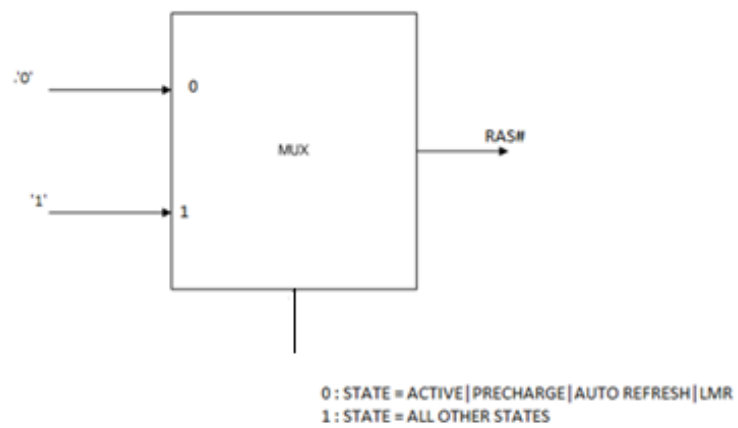 .'0'
0
MUX
RAS#
'1'
1
0 : STATE = ACTIVE|PRECHARGE|AUTO REFRESH|LMR
1 : STATE = ALL OTHER STATES